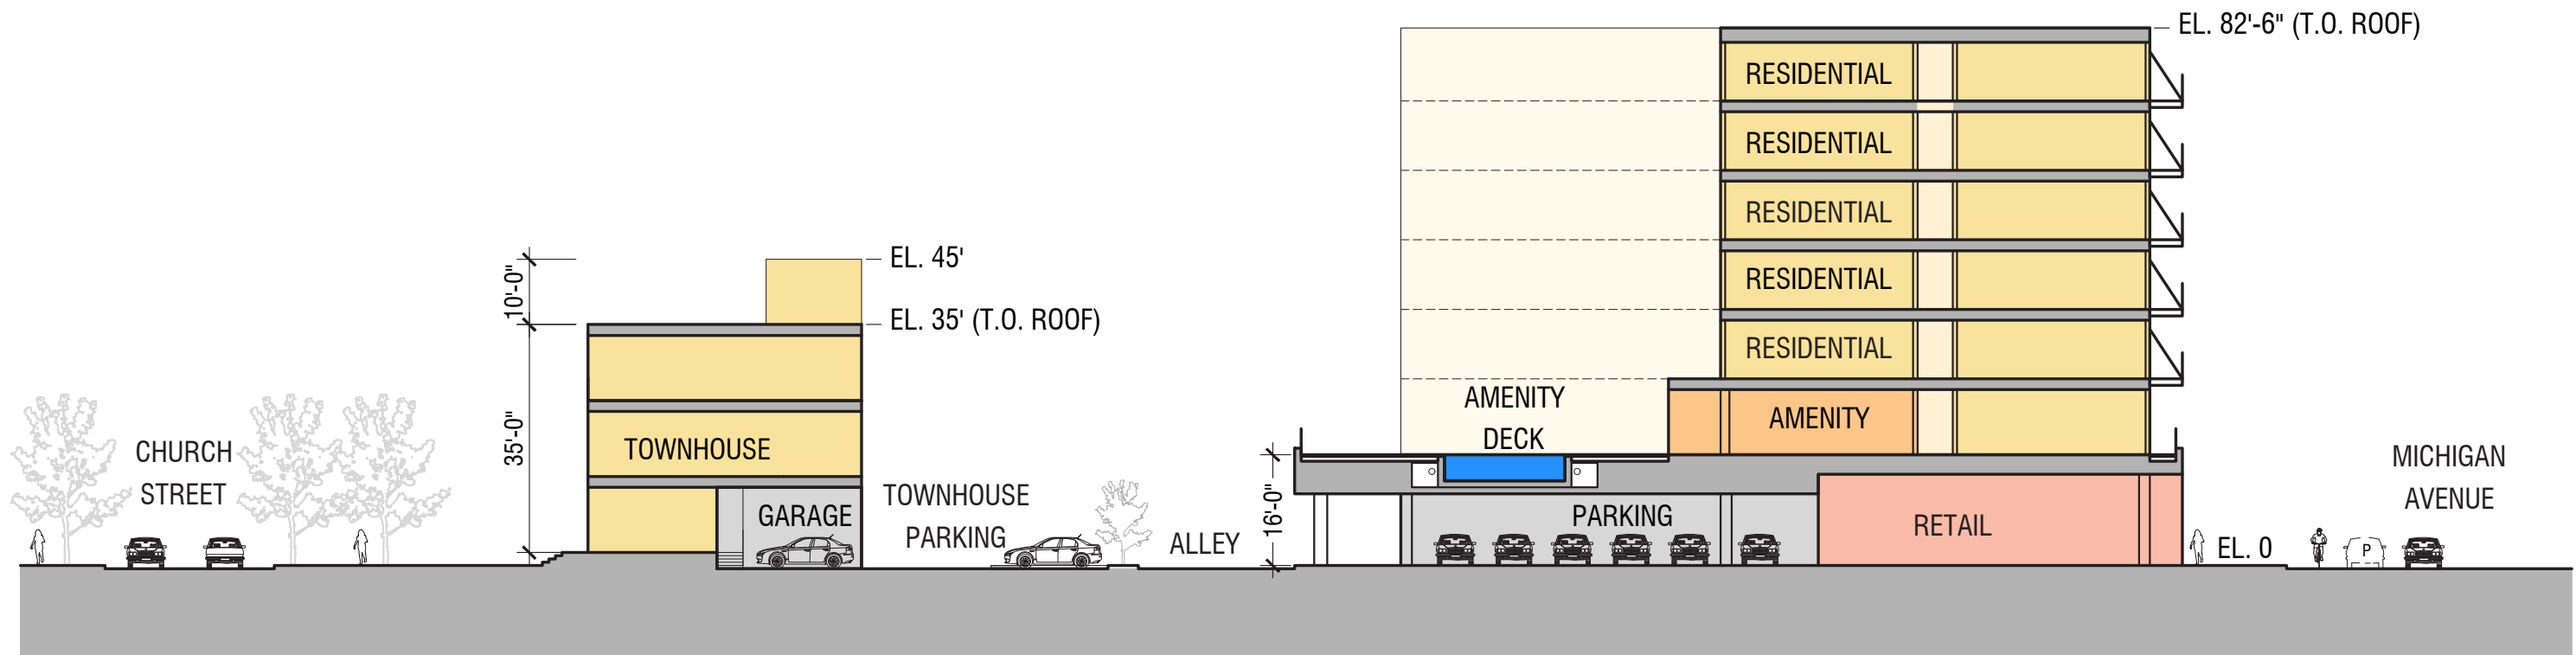 EL. 82'-6" (T.O. ROOF)
RESIDENTIAL
RESIDENTIAL
RESIDENTIAL
RESIDENTIAL
RESIDENTIAL
EL. 45'
10'-0"
EL. 35' (T.O. ROOF)
35'-0"
CHURCH
STREET
TOWNHOUSE
GARAGE
TOWNHOUSE
PARKING
ALLEY
16'-0"
AMENITY
DECK
AMENITY
PARKING
RETAIL
EL. 0
P
MICHIGAN
AVENUE